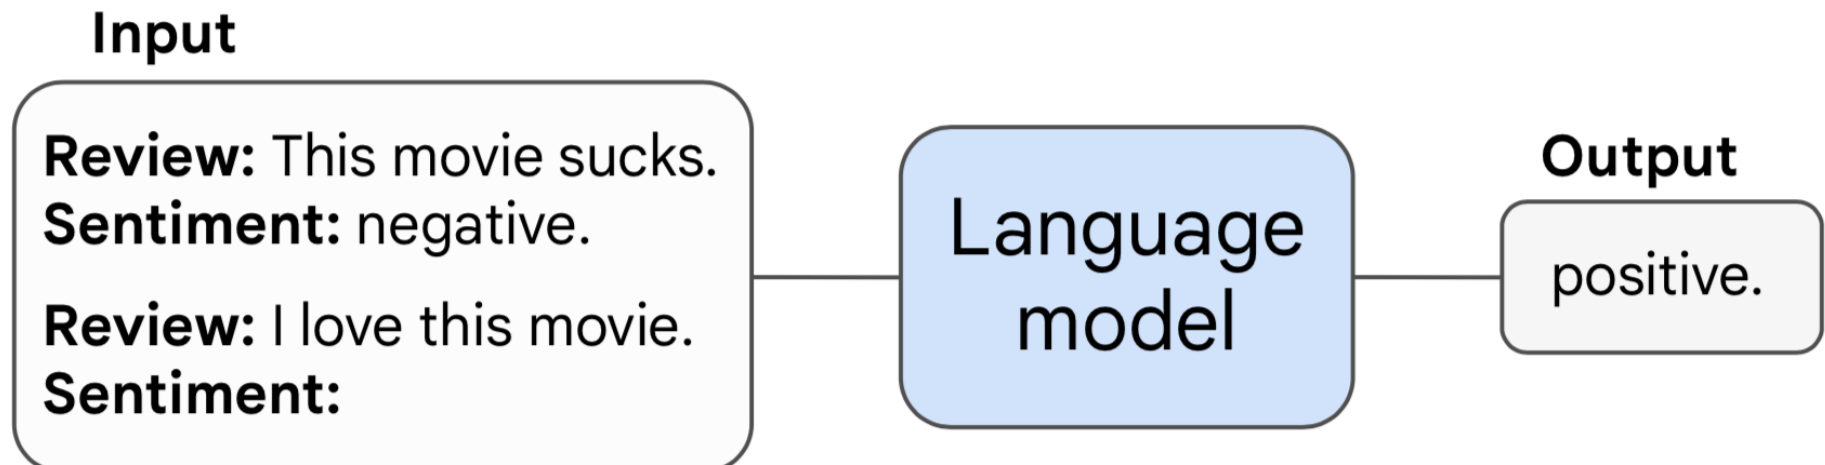 Input
Review: This movie sucks.
Sentiment: negative.
Review: I love this movie.
Sentiment:
Language
model
Output
positive.